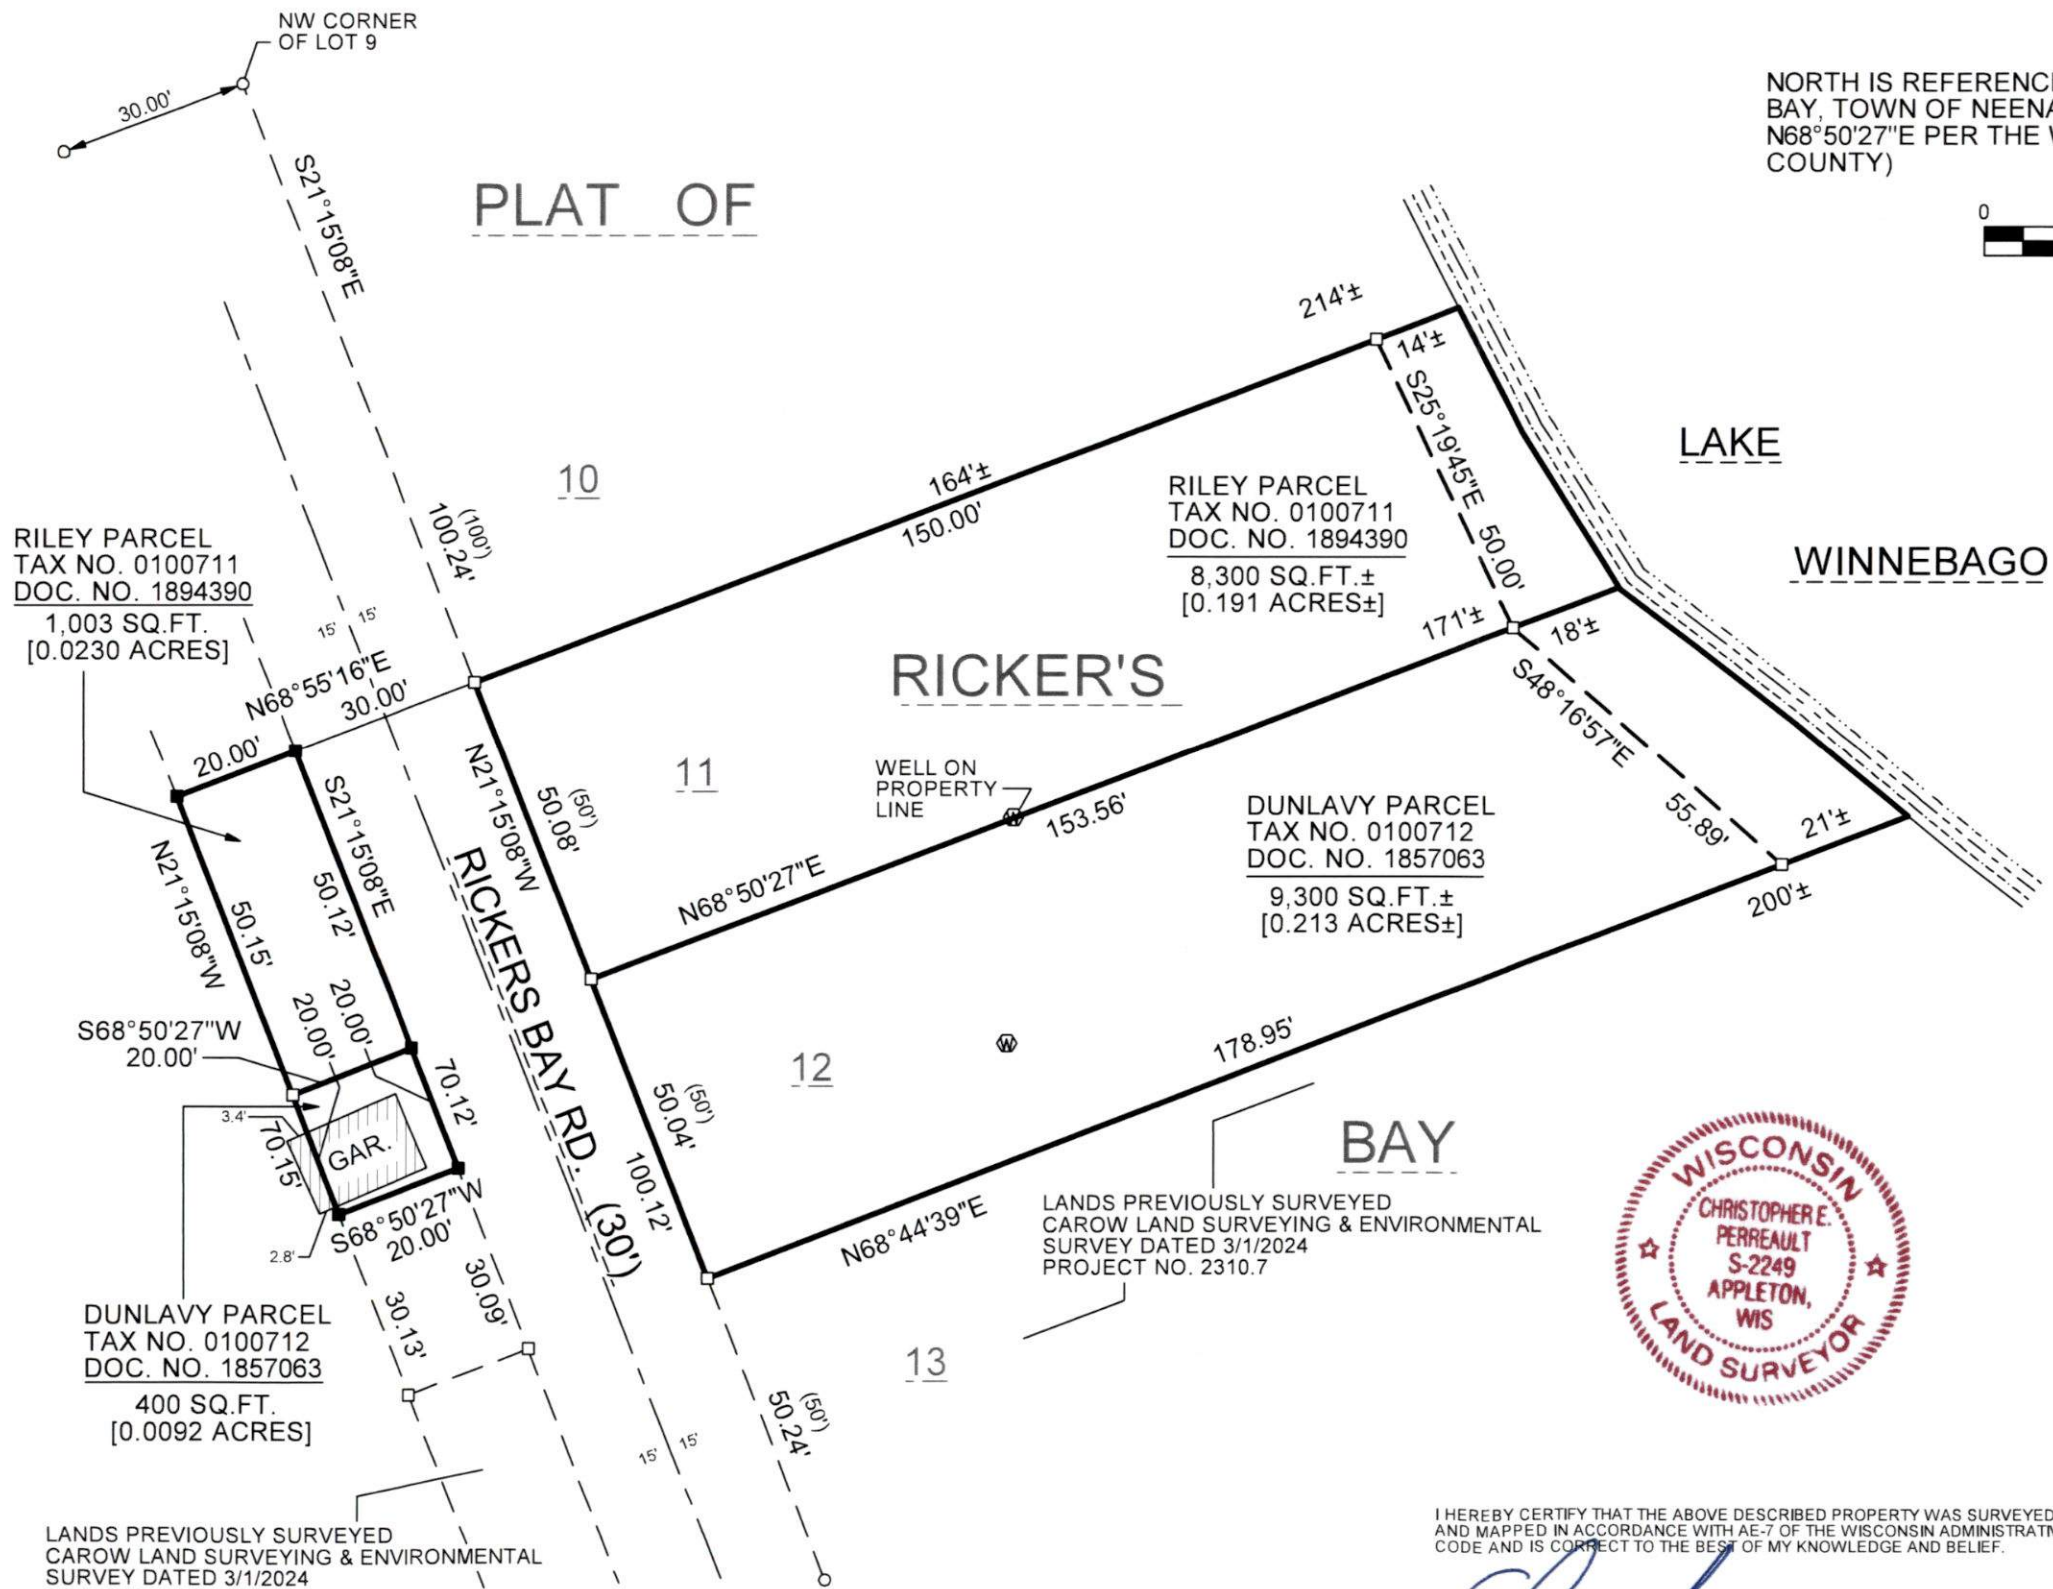 NW CORNER
OF LOT 9
30.00'
S21°15'08"E
PLAT OF
NORTH IS REFERENC
BAY, TOWN OF NEENA
N68°50'27"E PER THE
COUNTY)
0
214'±
14'±
S25°19'45"E 50.00'
LAKE
WINNEBAGO
10
164'±
150.00'
(100')
100.24'
RILEY PARCEL
TAX NO. 0100711
DOC. NO. 1894390
8,300 SQ.FT.±
[0.191 ACRES±]
RILEY PARCEL
TAX NO. 0100711
DOC. NO. 1894390
1,003 SQ.FT.
[0.0230 ACRES]
15' 15'
N68°55'16"E
30.00'
20.00'
171'±
18'±
RICKER'S
S48°16'57"E
55.89'
11
N21°15'08"W
(50')
50.08'
WELL ON
PROPERTY
LINE
W
153.56'
N68°50'27"E
DUNLAVY PARCEL
TAX NO. 0100712
DOC. NO. 1857063
9,300 SQ.FT.±
[0.213 ACRES±]
21'±
200'±
S21°15'08"E
50.12'
N21°15'08"W
50.15'
RICKERS BAY RD. (30')
20.00'
20.00'
S68°50'27"W
20.00'
70.12'
3.4'
70.15'
GAR.
12
W
178.95'
(50')
50.04'
100.12'
BAY
S68°50'27"W
20.00'
2.8'
N68°44'39"E
LANDS PREVIOUSLY SURVEYED
CAROW LAND SURVEYING & ENVIRONMENTAL
SURVEY DATED 3/1/2024
PROJECT NO. 2310.7
WISCONSIN
CHRISTOPHER E.
PERREAULT
S-2249
APPLETON,
WIS
LAND SURVEYOR
30.09'
30.13'
DUNLAVY PARCEL
TAX NO. 0100712
DOC. NO. 1857063
400 SQ.FT.
[0.0092 ACRES]
13
(50')
50.24'
15' 15'
LANDS PREVIOUSLY SURVEYED
CAROW LAND SURVEYING & ENVIRONMENTAL
SURVEY DATED 3/1/2024
I HEREBY CERTIFY THAT THE ABOVE DESCRIBED PROPERTY WAS SURVEYED
AND MAPPED IN ACCORDANCE WITH AE-7 OF THE WISCONSIN ADMINISTRATI
CODE AND IS CORRECT TO THE BEST OF MY KNOWLEDGE AND BELIEF.